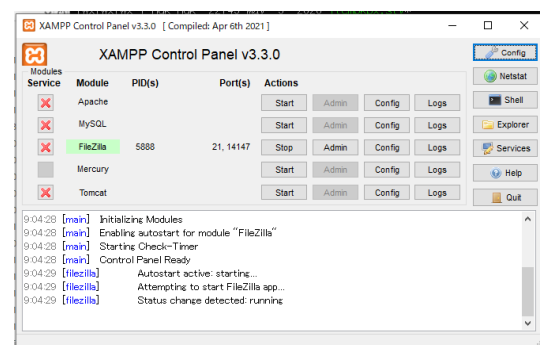 XAMPP Control Panel v3.3.0 [ Compiled: Apr 6th 2021 ]
XAMPP Control Panel v3.3.0
Config
Modules
Service Module PID(s) Port(s) Actions
Netstat
Apache Start Admin Config Logs
Shell
MySQL Start Admin Config Logs
Explorer
FileZilla 5888 21, 14147 Stop Admin Config Logs
Services
Mercury Start Admin Config Logs
Help
Tomcat Start Admin Config Logs
Quit
9:04:28 [main] Initializing Modules
9:04:28 [main] Enabling autostart for module "FileZilla"
9:04:28 [main] Starting Check-Timer
9:04:28 [main] Control Panel Ready
9:04:29 [filezilla] Autostart active: starting...
9:04:29 [filezilla] Attempting to start FileZilla app...
9:04:29 [filezilla] Status change detected: running